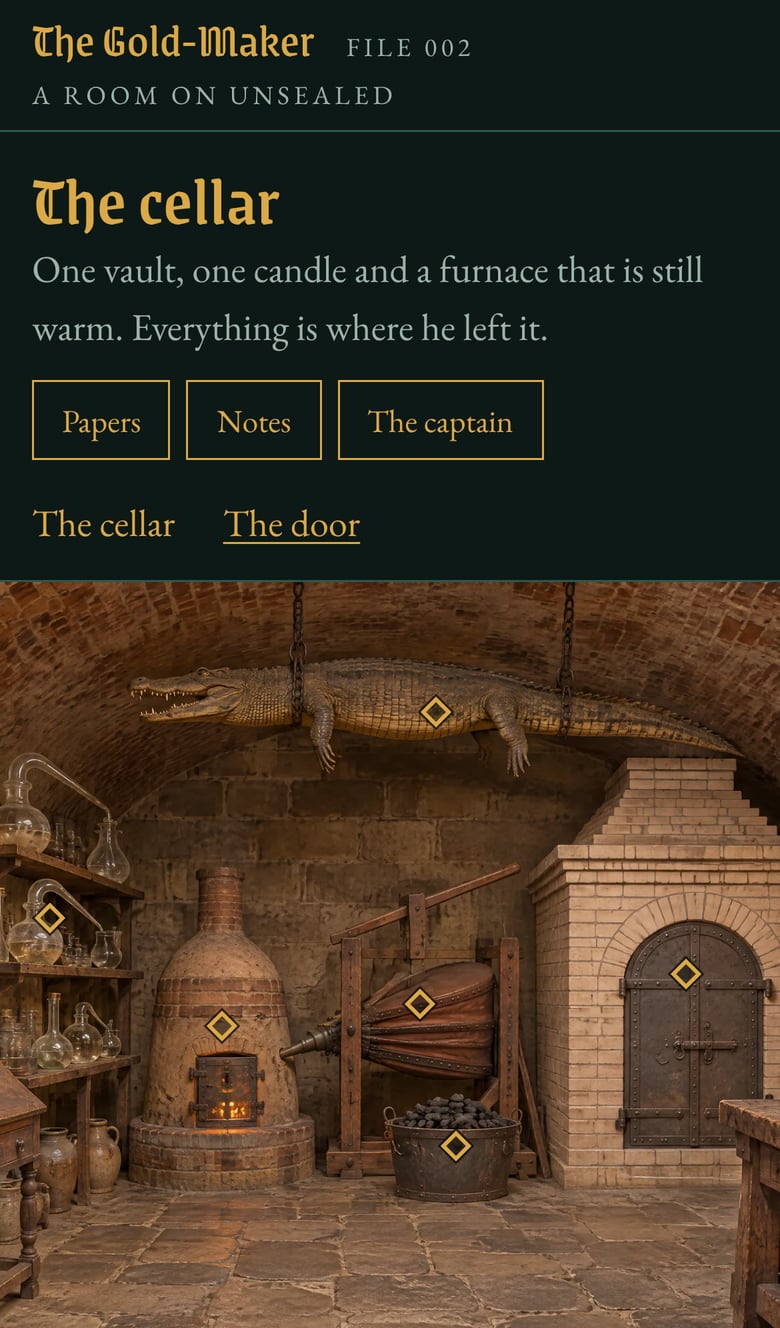 The Gold-Maker FILE 002
A ROOM ON UNSEALED
The cellar
One vault, one candle and a furnace that is still
warm. Everything is where he left it.
Papers Notes The captain
The cellar The door